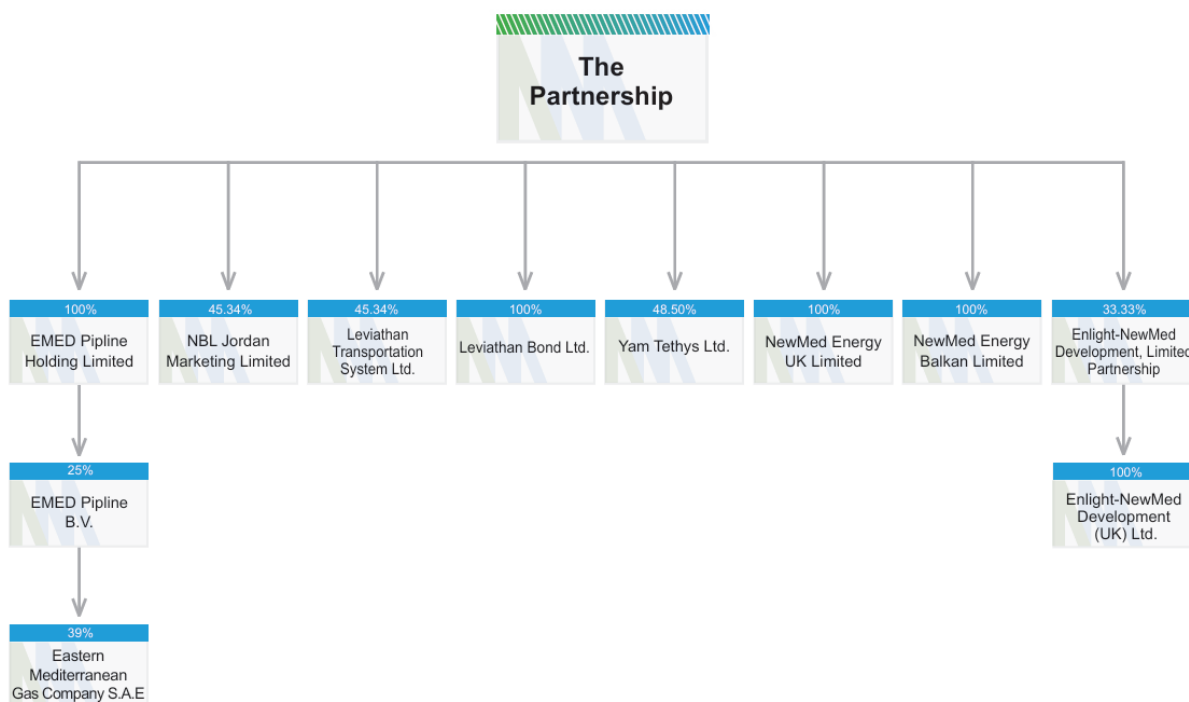 The
Partnership
100%
EMED Pipline
Holding Limited
45.34%
NBL Jordan
Marketing Limited
45.34%
Leviathan
Transportation
System Ltd.
100%
Leviathan Bond Ltd.
48.50%
Yam Tethys Ltd.
100%
NewMed Energy
UK Limited
100%
NewMed Energy
Balkan Limited
33.33%
Enlight-NewMed
Development, Limited
Partnership
25%
EMED Pipline
B.V.
100%
Enlight-NewMed
Development
(UK) Ltd.
39%
Eastern
Mediterranean
Gas Company S.A.E